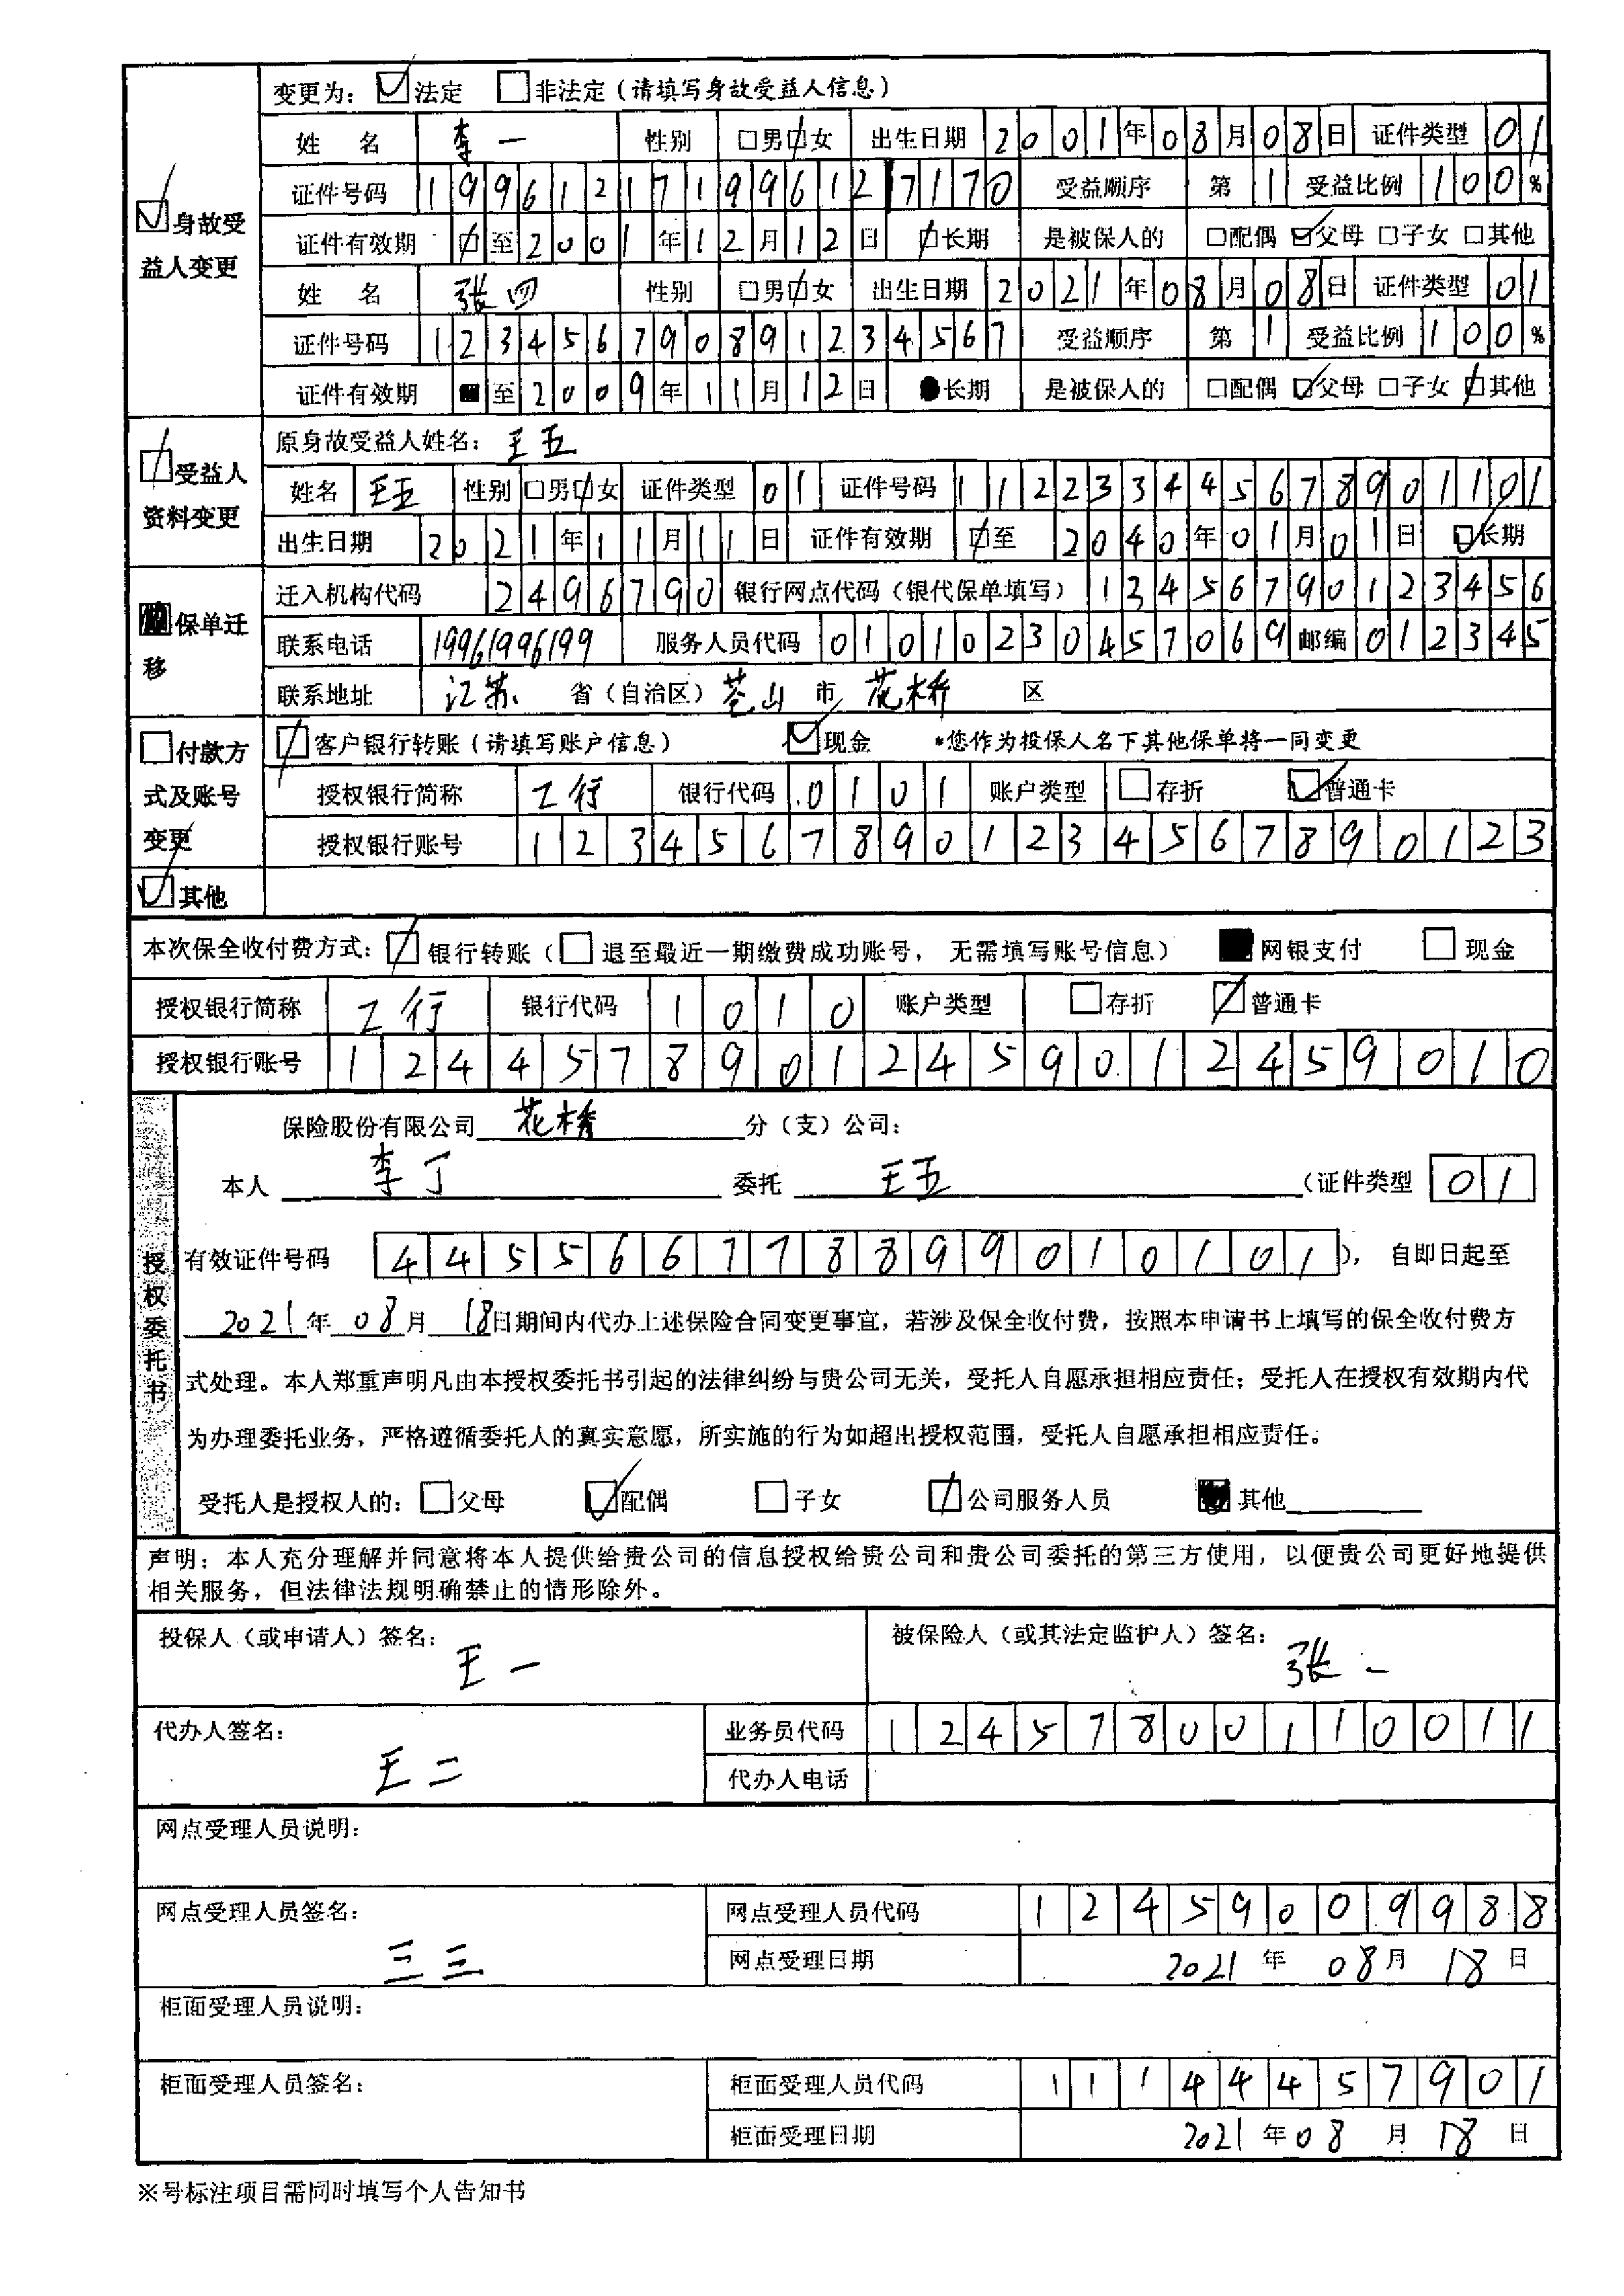 变更为: ☑法定 □非法定(请填写身故受益人信息)
☑身故受益人变更
姓 名 李一 性别 □男☑女 出生日期 2001年08月08日 证件类型 01
证件号码 199612171996127170 受益顺序 第1 受益比例 100%
证件有效期 ☑至2001年12月12日 ☑长期 是被保人的 □配偶 ☑父母 □子女 □其他
姓 名 张四 性别 □男☑女 出生日期 2021年08月08日 证件类型 01
证件号码 123456790891234567 受益顺序 第1 受益比例 100%
证件有效期 ■至2009年11月12日 ●长期 是被保人的 □配偶 ☑父母 □子女 ☑其他
☑受益人资料变更
原身故受益人姓名: 王五
姓名 王五 性别 □男☑女 证件类型 01 证件号码 112233445678901101
出生日期 2021年11月11日 证件有效期 ☑至 2040年01月01日 ☑长期
■保单迁移
迁入机构代码 2496790 银行网点代码(银代保单填写) 13456790123456
联系电话 19961996199 服务人员代码 01010230457069 邮编 012345
联系地址 江苏 省(自治区) 苍山 市 花桥 区
□付款方式及账号变更
☑客户银行转账(请填写账户信息) ☑现金 *您作为投保人名下其他保单将一同变更
授权银行简称 工行 银行代码 0101 账户类型 □存折 ☑普通卡
授权银行账号 12345678901234567890123
☑其他
本次保全收付费方式: ☑银行转账(□退至最近一期缴费成功账号, 无需填写账号信息) ■网银支付 □现金
授权银行简称 工行 银行代码 1010 账户类型 □存折 ☑普通卡
授权银行账号 12445789012459012459010
授权委托书
保险股份有限公司 花桥 分(支)公司:
本人 李丁 委托 王五 (证件类型 01
有效证件号码 445566778899010101), 自即日起至
2021年08月18日期间内代办上述保险合同变更事宜, 若涉及保全收付费, 按照本申请书上填写的保全收付费方
式处理。本人郑重声明凡由本授权委托书引起的法律纠纷与贵公司无关, 受托人自愿承担相应责任; 受托人在授权有效期内代
为办理委托业务, 严格遵循委托人的真实意愿, 所实施的行为如超出授权范围, 受托人自愿承担相应责任。
受托人是授权人的: □父母 ☑配偶 □子女 ☑公司服务人员 ■其他
声明: 本人充分理解并同意将本人提供给贵公司的信息授权给贵公司和贵公司委托的第三方使用, 以便贵公司更好地提供
相关服务, 但法律法规明确禁止的情形除外。
投保人(或申请人)签名: 王一 被保险人(或其法定监护人)签名: 张一
代办人签名: 王二 业务员代码 12457800110011
代办人电话
网点受理人员说明:
网点受理人员签名: 三三 网点受理人员代码 12459009988
网点受理日期 2021年08月18日
柜面受理人员说明:
柜面受理人员签名: 柜面受理人员代码 11144457901
柜面受理日期 2021年08月18日
※号标注项目需同时填写个人告知书